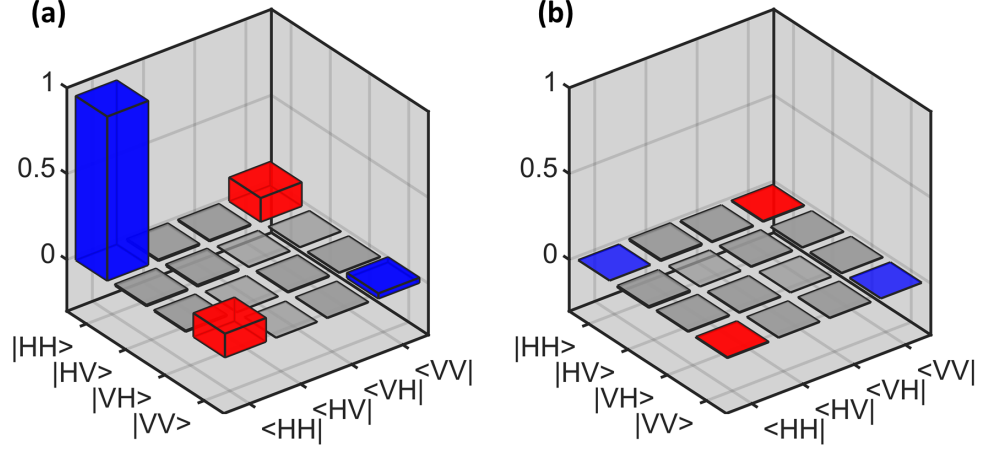 (a)
1
0.5
0
|HH>
|HV>
|VH>
|VV>
<HH|
<HV|
<VH|
<VV|
(b)
1
0.5
0
|HH>
|HV>
|VH>
|VV>
<HH|
<HV|
<VH|
<VV|